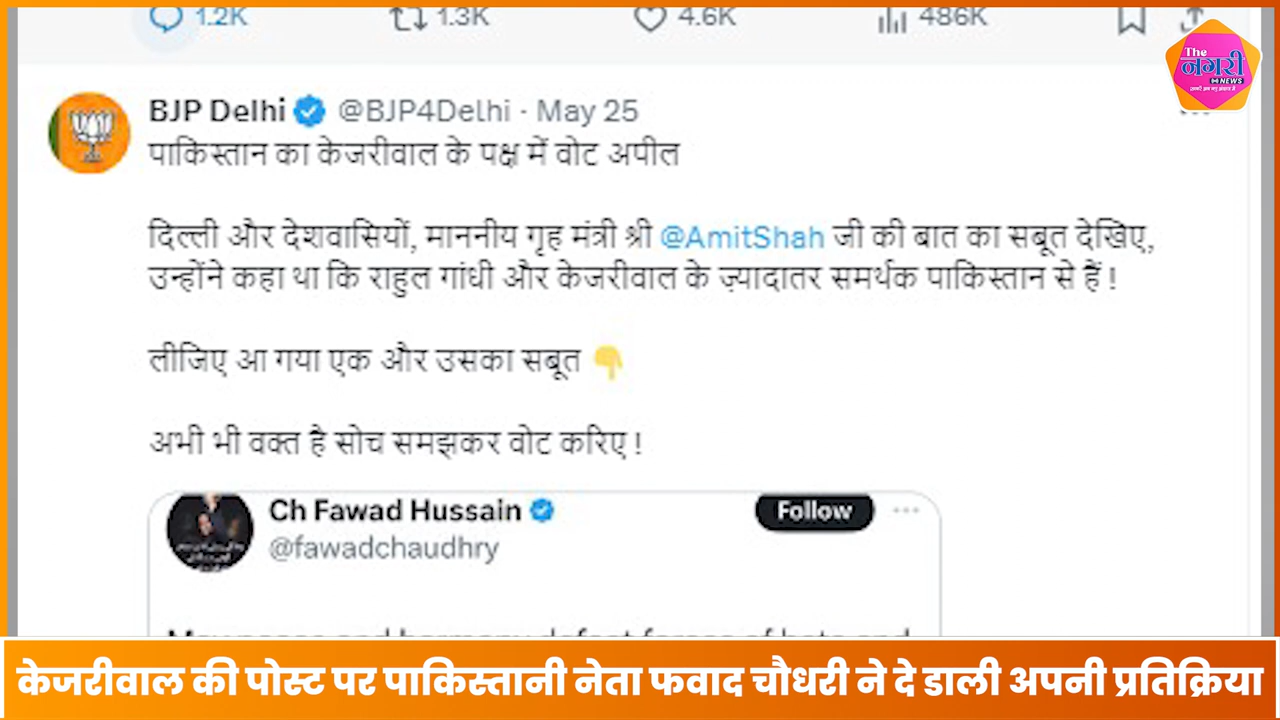 1.2K 1.3K 4.6K 486K
The
नगरी
NEWS
BJP Delhi @BJP4Delhi · May 25
पाकिस्तान का केजरीवाल के पक्ष में वोट अपील
दिल्ली और देशवासियों, माननीय गृह मंत्री श्री @AmitShah जी की बात का सबूत देखिए,
उन्होंने कहा था कि राहुल गांधी और केजरीवाल के ज़्यादातर समर्थक पाकिस्तान से हैं !
लीजिए आ गया एक और उसका सबूत 👇
अभी भी वक्त है सोच समझकर वोट करिए !
Ch Fawad Hussain Follow
@fawadchaudhry
केजरीवाल की पोस्ट पर पाकिस्तानी नेता फवाद चौधरी ने दे डाली अपनी प्रतिक्रिया